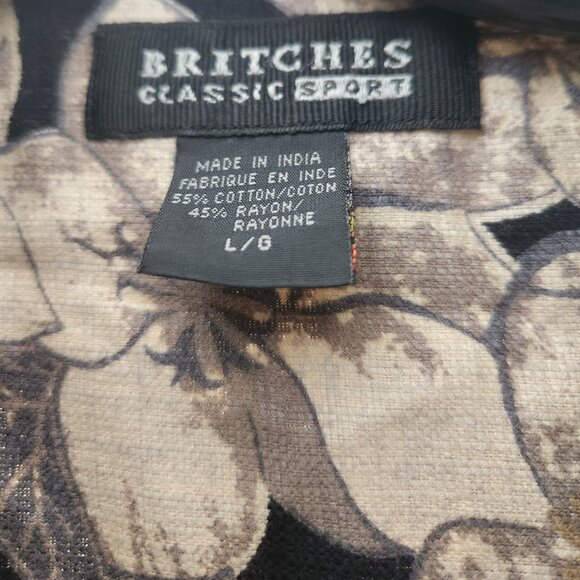 BRITCHES
CLASSIC SPORT
MADE IN INDIA
FABRIQUE EN INDE
55% COTTON/COTON
45% RAYON/
RAYONNE
L/G